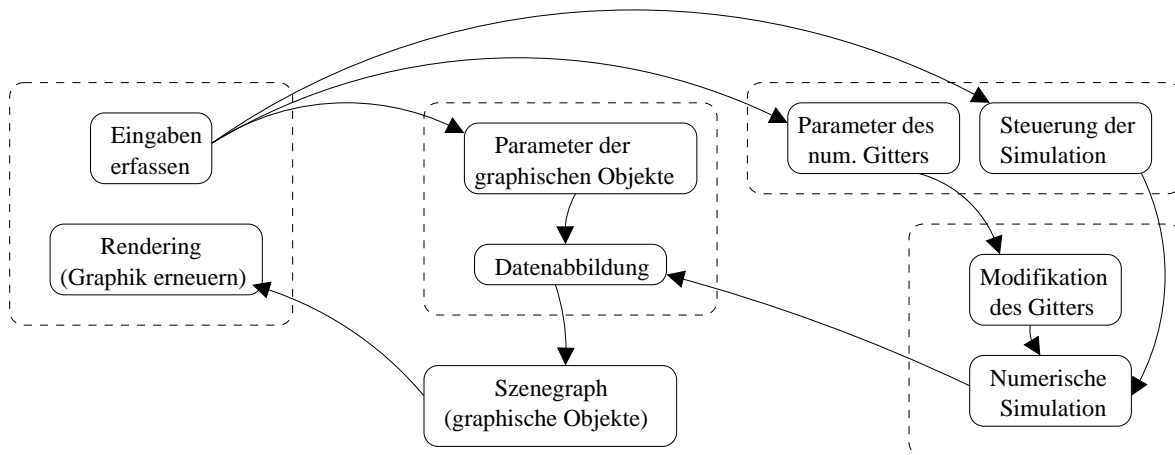 Eingaben
erfassen
Rendering
(Graphik erneuern)
Parameter der
graphischen Objekte
Datenabbildung
Szenegraph
(graphische Objekte)
Parameter des
num. Gitters
Steuerung der
Simulation
Modifikation
des Gitters
Numerische
Simulation